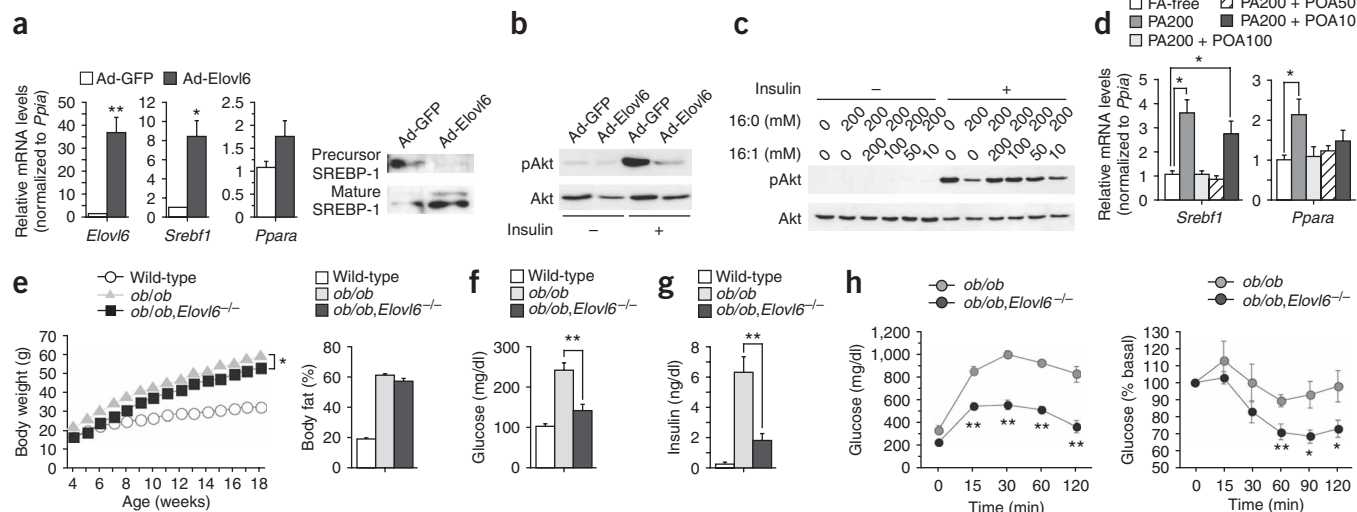 a
Ad-GFP Ad-Elovl6
Relative mRNA levels
(normalized to Ppia)
50
40
30
20
10
0
**
Elovl6
12
10
8
6
4
2
0
*
Srebf1
2.5
2
1.5
1
0.5
0
Ppara
Ad-GFP
Ad-Elovl6
Precursor
SREBP-1
Mature
SREBP-1
b
Ad-GFP
Ad-Elovl6
Ad-GFP
Ad-Elovl6
pAkt
Akt
Insulin – +
c
Insulin – +
16:0 (mM) 0 200 200 200 200 200 0 200 200 200 200 200
16:1 (mM) 0 0 200 100 50 10 0 0 200 100 50 10
pAkt
Akt
d
FA-free PA200 + POA50
PA200 PA200 + POA10
PA200 + POA100
Relative mRNA levels
(normalized to Ppia)
5
4
3
2
1
0
*
*
Srebf1
4
3
2
1
0
*
Ppara
e
Wild-type
ob/ob
ob/ob,Elovl6–/–
Body weight (g)
70
60
50
40
30
20
10
0
*
4 6 8 10 12 14 16 18
Age (weeks)
Wild-type
ob/ob
ob/ob,Elovl6–/–
Body fat (%)
80
60
40
20
0
f
Wild-type
ob/ob
ob/ob,Elovl6–/–
Glucose (mg/dl)
300
200
100
0
**
g
Wild-type
ob/ob
ob/ob,Elovl6–/–
Insulin (ng/dl)
8
6
4
2
0
**
h
ob/ob
ob/ob,Elovl6–/–
Glucose (mg/dl)
1,200
1,000
800
600
400
200
** ** ** **
0 15 30 60 120
Time (min)
ob/ob
ob/ob,Elovl6–/–
Glucose (% basal)
130
120
110
100
90
80
70
60
50
** * *
0 15 30 60 90 120
Time (min)